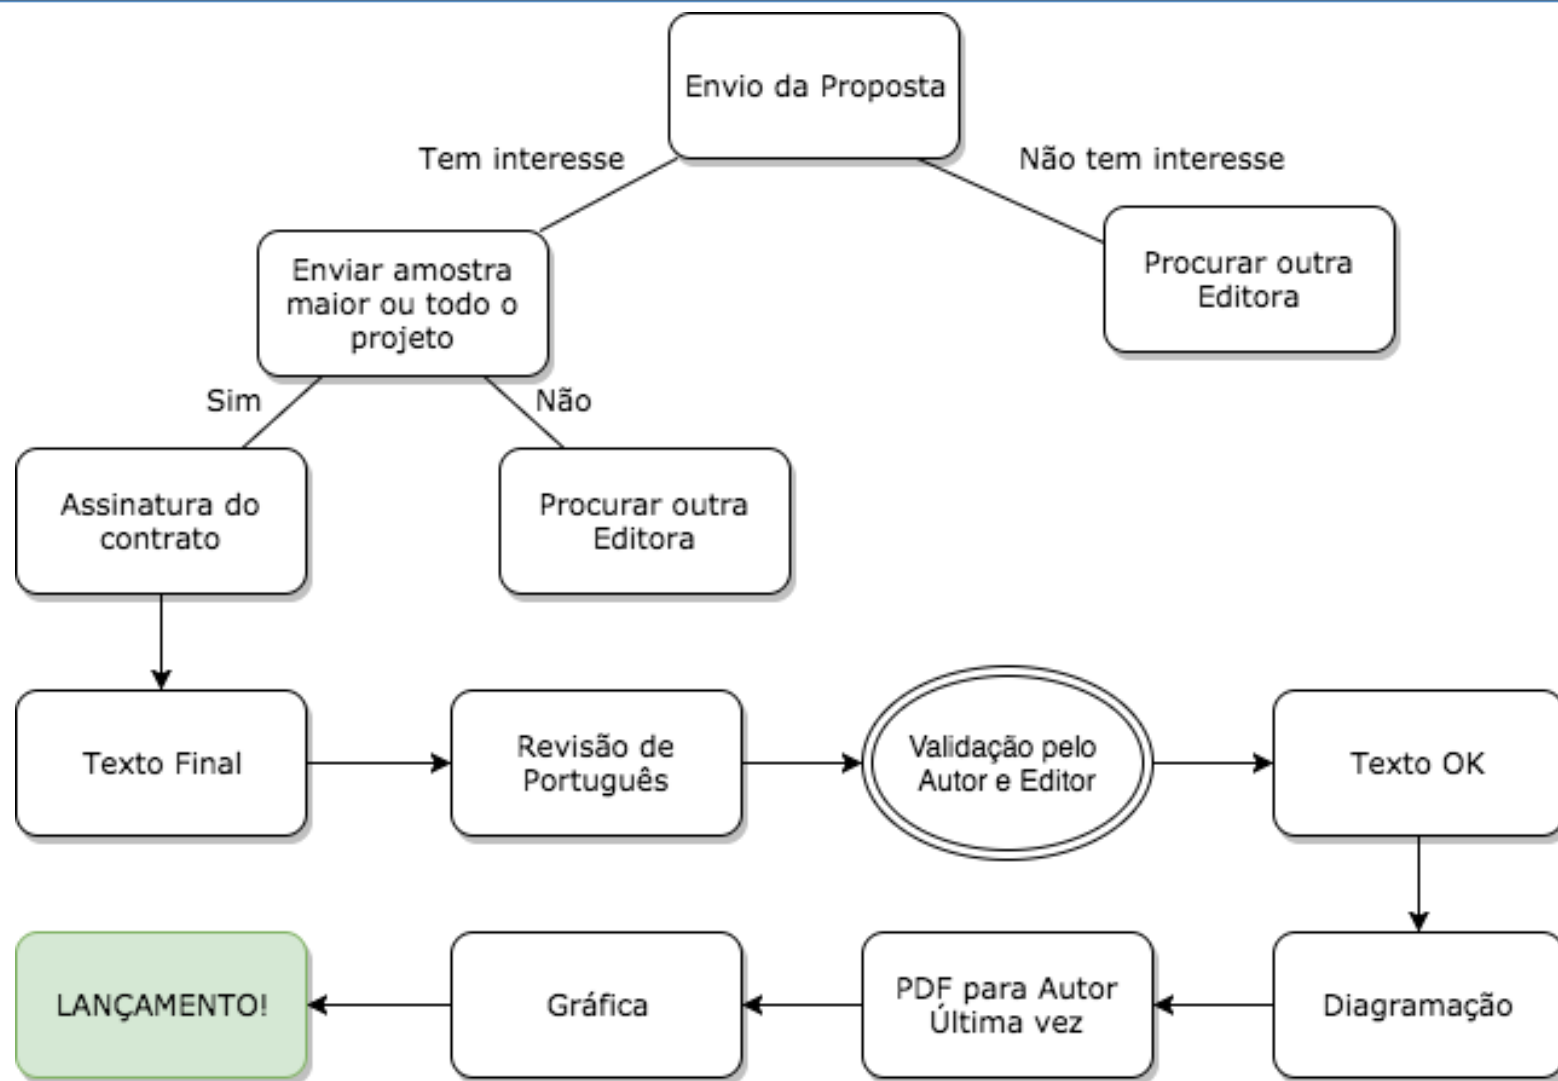 Envio da Proposta
Tem interesse
Não tem interesse
Enviar amostra
maior ou todo o
projeto
Procurar outra
Editora
Sim
Não
Assinatura do
contrato
Procurar outra
Editora
Texto Final
Revisão de
Português
Validação pelo
Autor e Editor
Texto OK
LANÇAMENTO!
Gráfica
PDF para Autor
Última vez
Diagramação